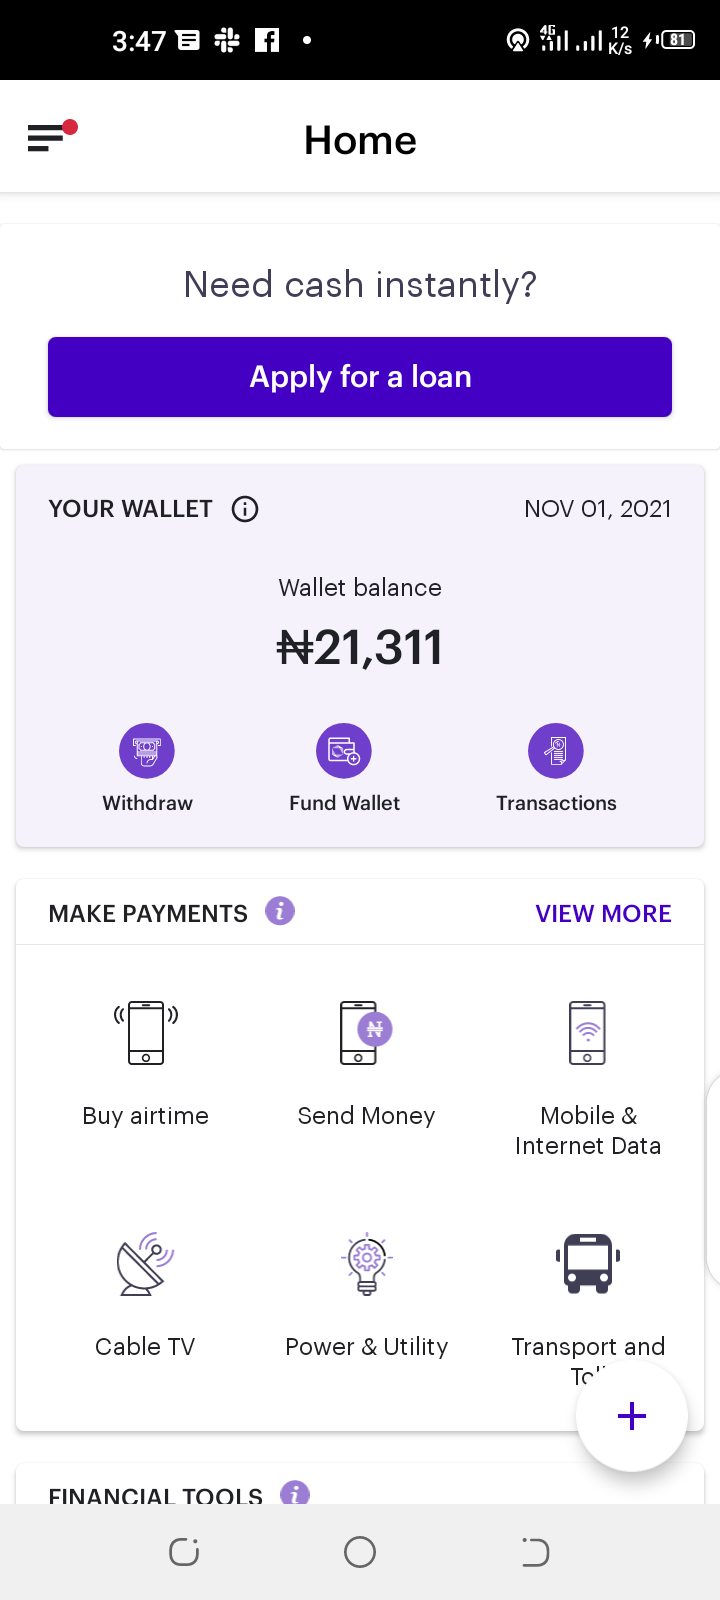 3:47
4G
12
K/s
81
Home
Need cash instantly?
Apply for a loan
YOUR WALLET
NOV 01, 2021
Wallet balance
₦21,311
Withdraw
Fund Wallet
Transactions
MAKE PAYMENTS
VIEW MORE
₦
Buy airtime
Send Money
Mobile &
Internet Data
Cable TV
Power & Utility
Transport and
FINANCIAL TOOLS